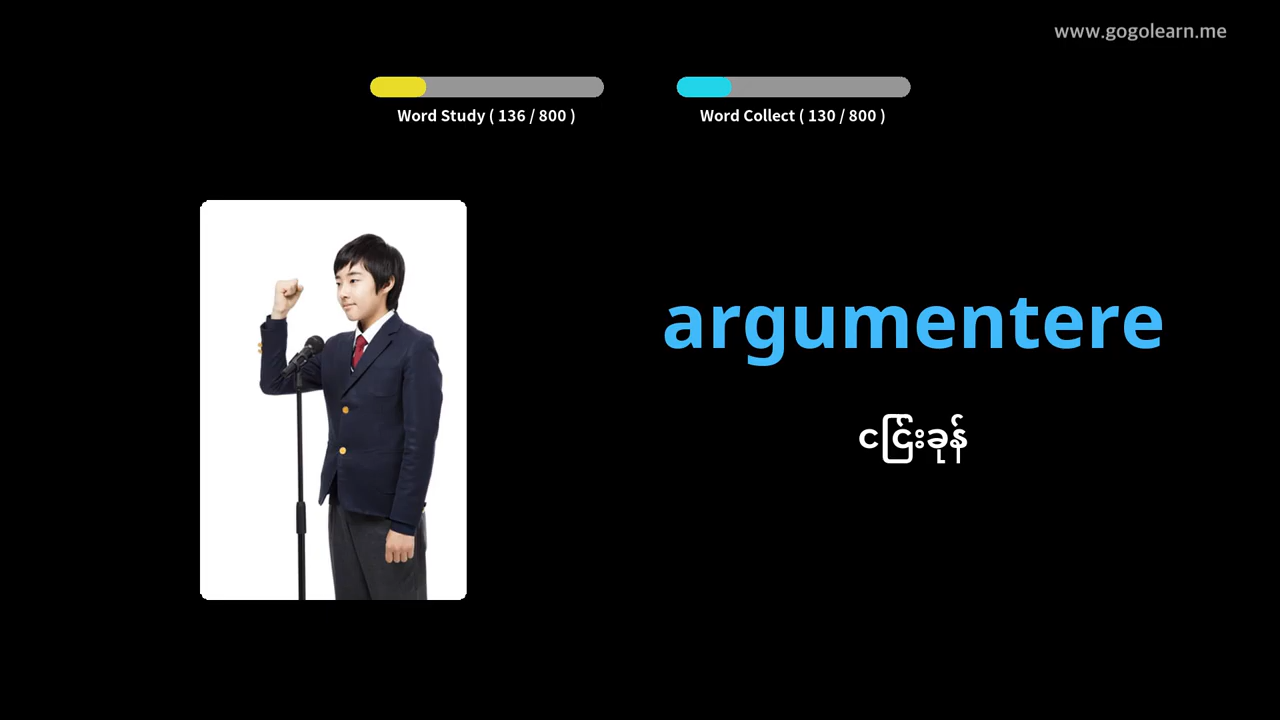 www.gogolearn.me
Word Study ( 136 / 800 )
Word Collect ( 130 / 800 )
argumentere
ငြင်းခုန်